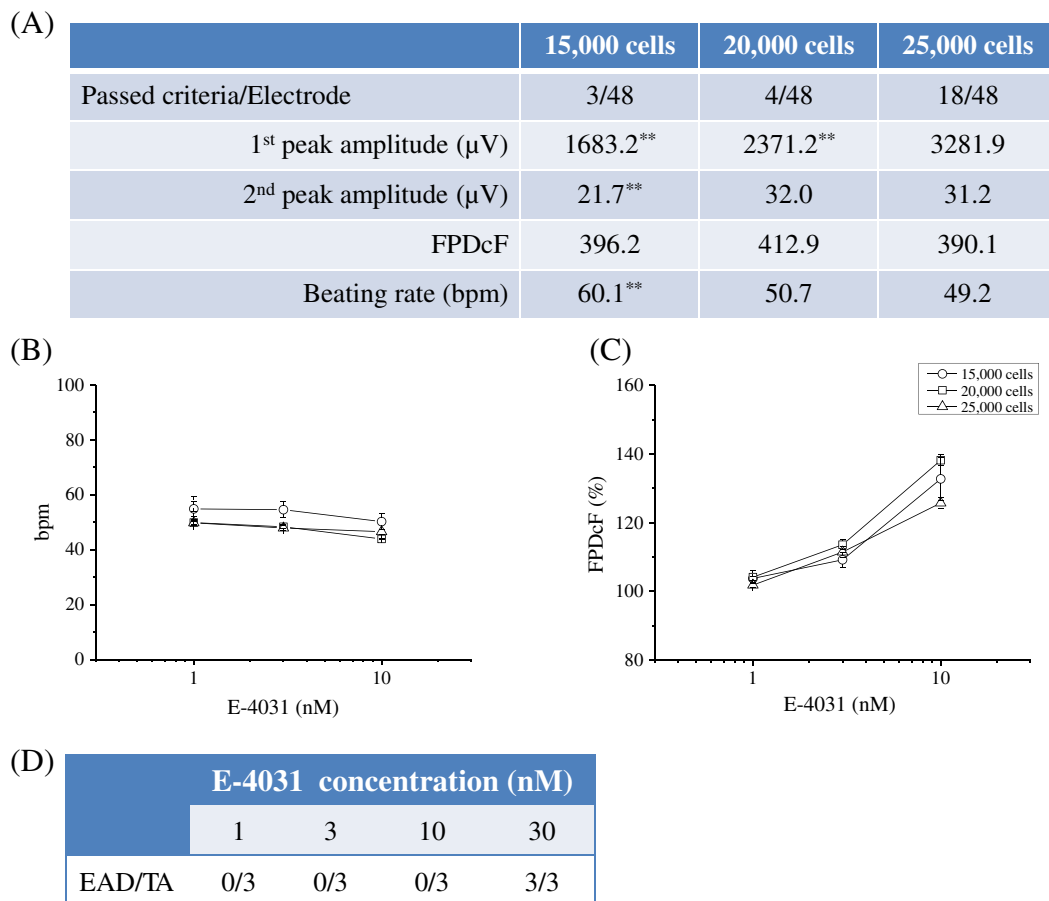 (A)
15,000 cells 20,000 cells 25,000 cells
Passed criteria/Electrode 3/48 4/48 18/48
1st peak amplitude (µV) 1683.2** 2371.2** 3281.9
2nd peak amplitude (µV) 21.7** 32.0 31.2
FPDcF 396.2 412.9 390.1
Beating rate (bpm) 60.1** 50.7 49.2
(B)
100
80
60
40
20
0
bpm
1 10
E-4031 (nM)
(C)
15,000 cells
20,000 cells
25,000 cells
160
140
120
100
80
FPDcF (%)
1 10
E-4031 (nM)
(D)
E-4031 concentration (nM)
1 3 10 30
EAD/TA 0/3 0/3 0/3 3/3